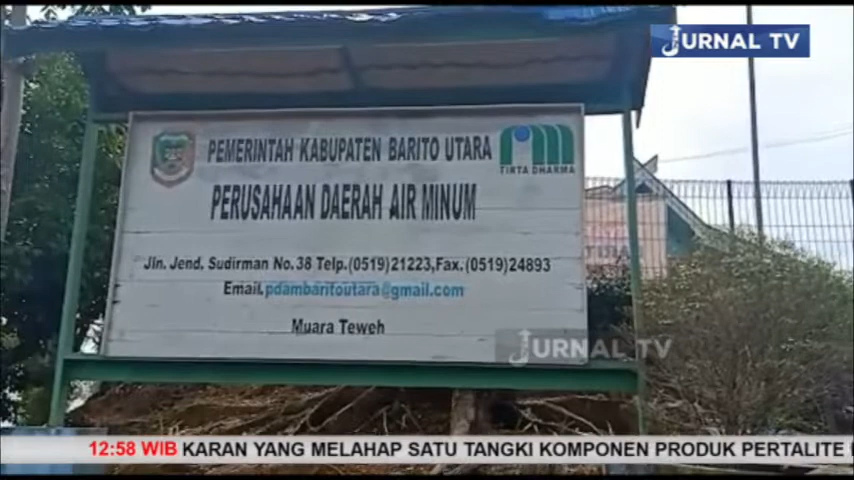 JURNAL TV
PEMERINTAH KABUPATEN BARITO UTARA
TIRTA DHARMA
PERUSAHAAN DAERAH AIR MINUM
Jln. Jend. Sudirman No.38 Telp.(0519)21223,Fax.(0519)24893
Email.pdambaritoutara@gmail.com
Muara Teweh
JURNAL TV
12:58 WIB KARAN YANG MELAHAP SATU TANGKI KOMPONEN PRODUK PERTALITE